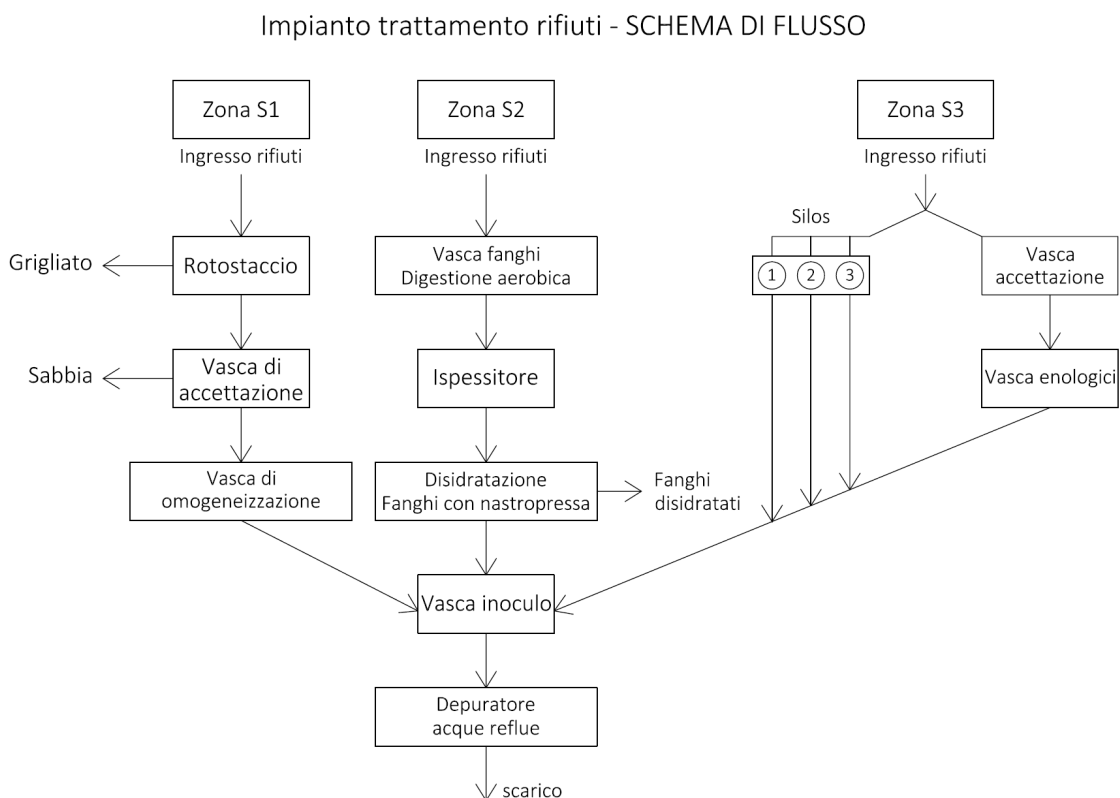 Impianto trattamento rifiuti - SCHEMA DI FLUSSO
Zona S1
Zona S2
Zona S3
Ingresso rifiuti
Ingresso rifiuti
Ingresso rifiuti
Silos
Grigliato
Rotostaccio
Vasca fanghi
Digestione aerobica
1
2
3
Vasca
accettazione
Sabbia
Vasca di
accettazione
Ispessitore
Vasca enologici
Vasca di
omogeneizzazione
Disidratazione
Fanghi con nastropressa
Fanghi
disidratati
Vasca inoculo
Depuratore
acque reflue
scarico